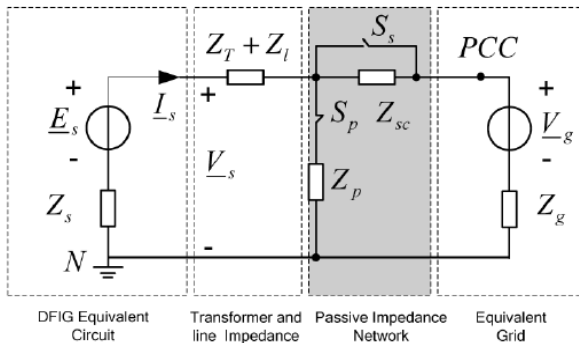 S_s
Z_T + Z_l
PCC
+
I_s
+
+
E_s
S_p
Z_sc
V_g
-
V_s
-
Z_s
Z_p
Z_g
N
-
DFIG Equivalent Circuit
Transformer and line Impedance
Passive Impedance Network
Equivalent Grid